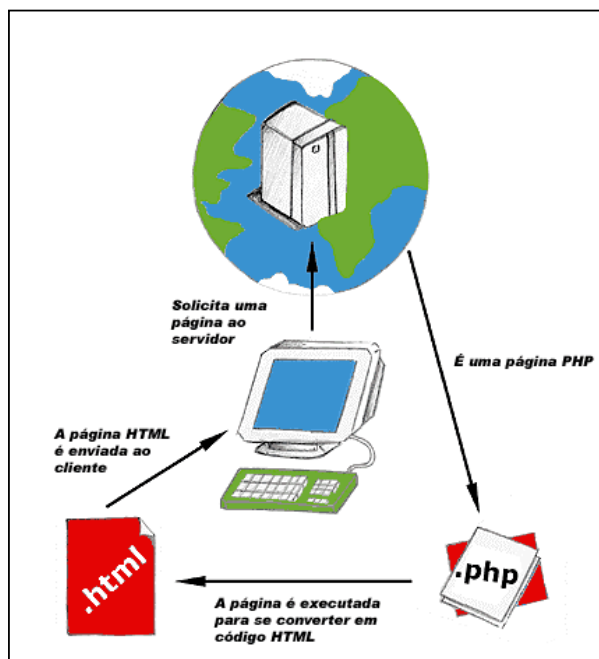 Solicita uma
página ao
servidor
É uma página PHP
A página HTML
é enviada ao
cliente
.html
.php
A página é executada
para se converter em
código HTML